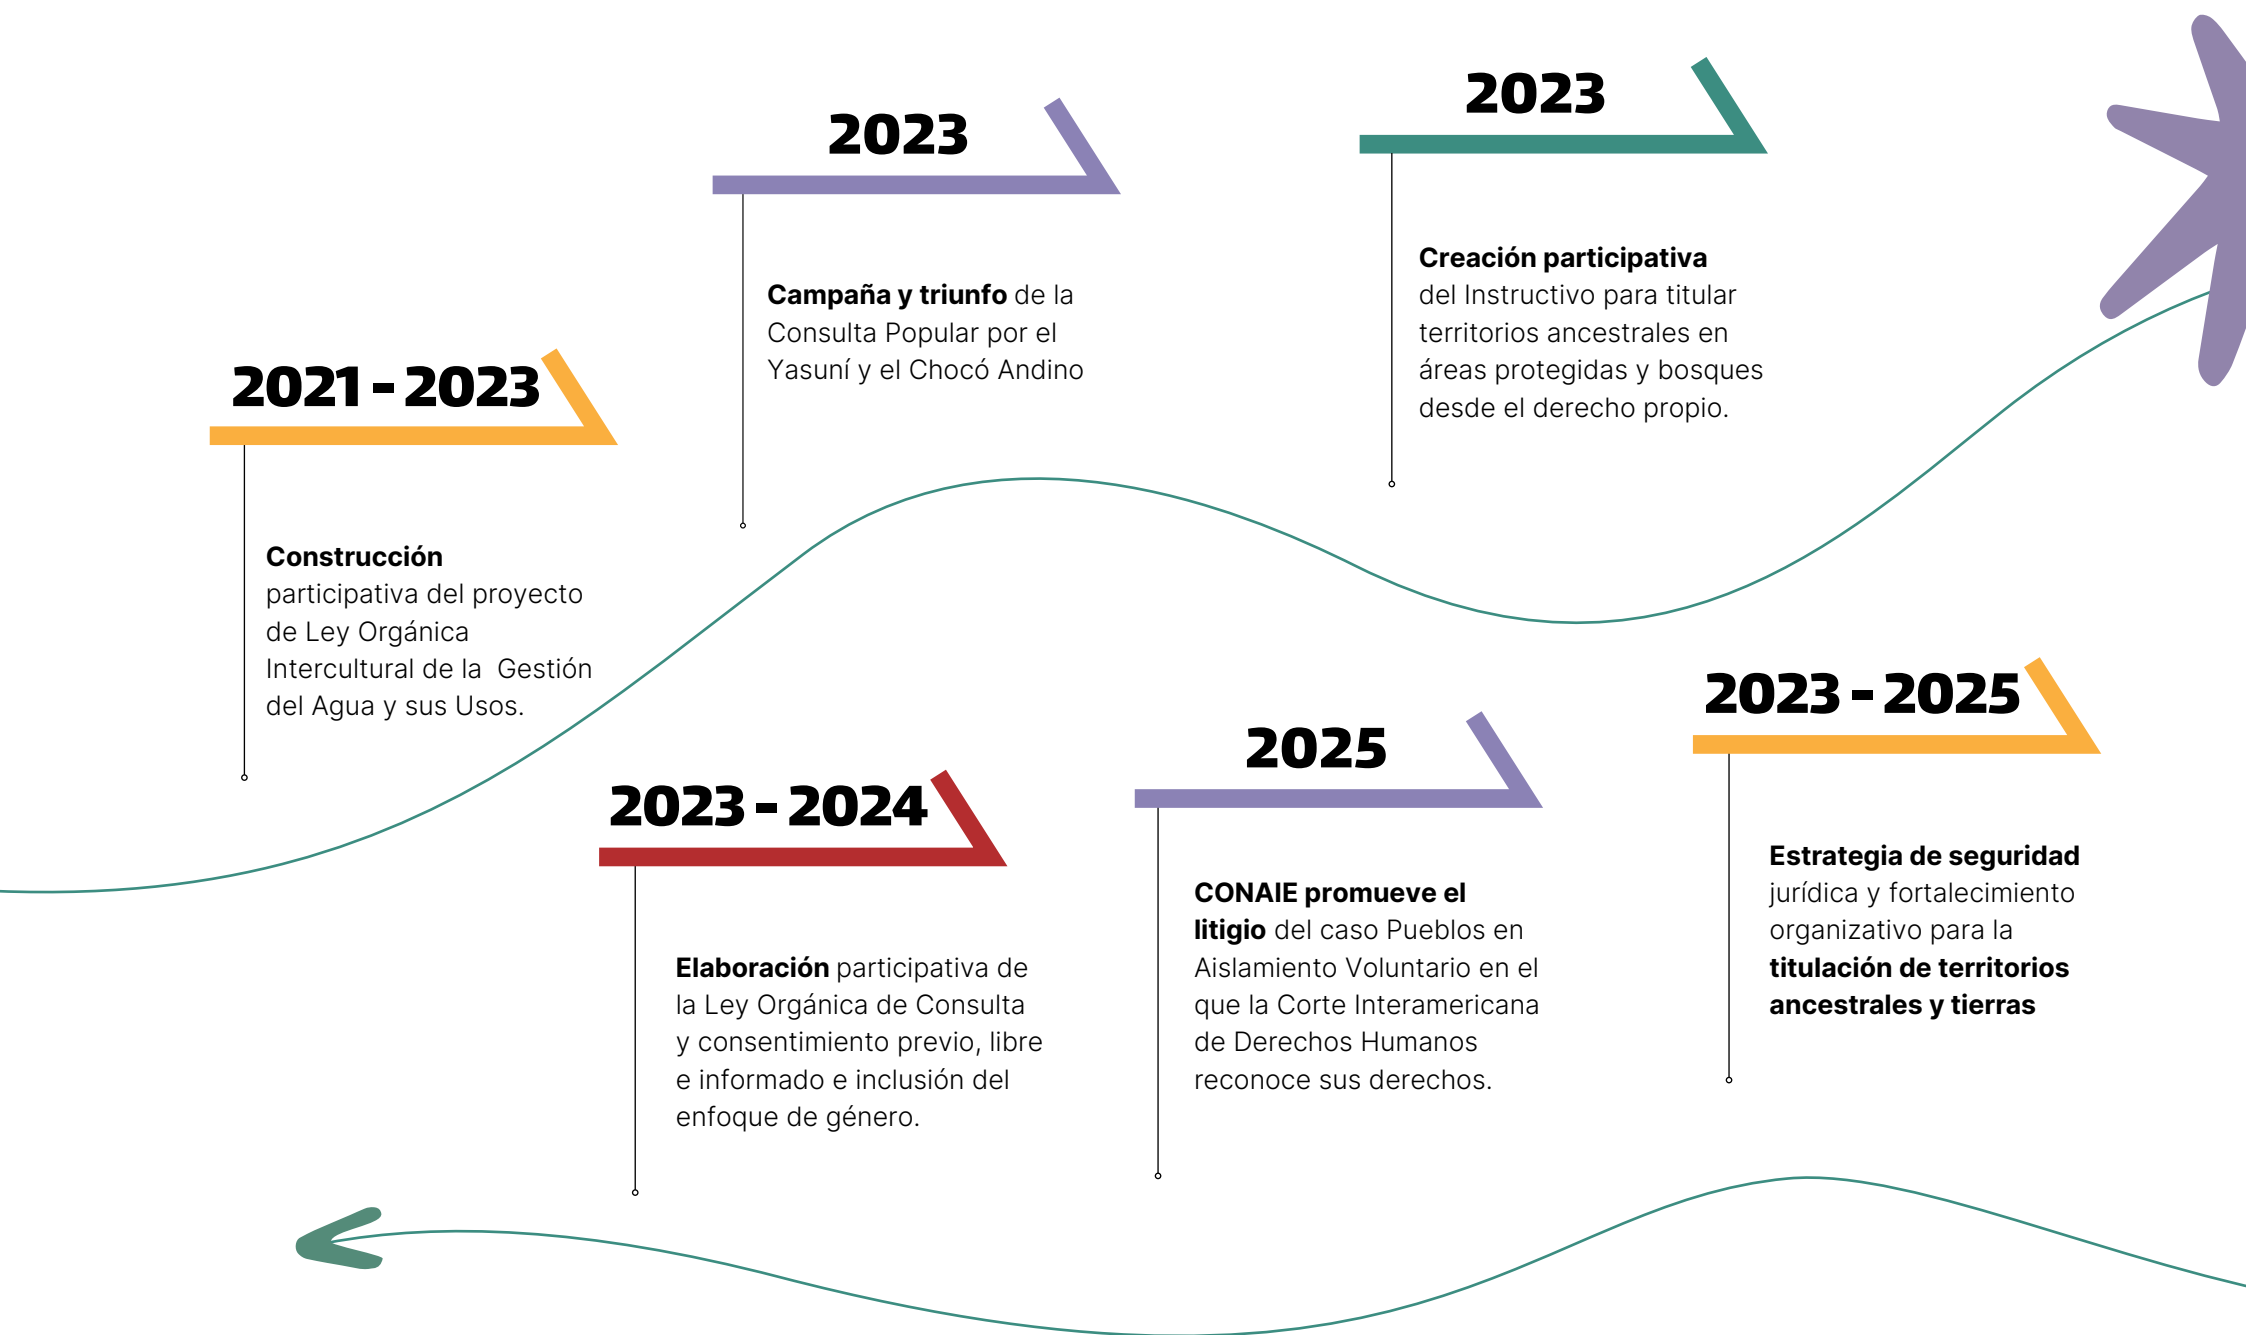 2021 - 2023
Construcción
participativa del proyecto
de Ley Orgánica
Intercultural de la  Gestión
del Agua y sus Usos.
2023
Campaña y triunfo de la
Consulta Popular por el
Yasuní y el Chocó Andino
2023
Creación participativa
del Instructivo para titular
territorios ancestrales en
áreas protegidas y bosques
desde el derecho propio.
2023 - 2024
Elaboración participativa de
la Ley Orgánica de Consulta
y consentimiento previo, libre
e informado e inclusión del
enfoque de género.
2025
CONAIE promueve el
litigio del caso Pueblos en
Aislamiento Voluntario en el
que la Corte Interamericana
de Derechos Humanos
reconoce sus derechos.
2023 - 2025
Estrategia de seguridad
jurídica y fortalecimiento
organizativo para la
titulación de territorios
ancestrales y tierras